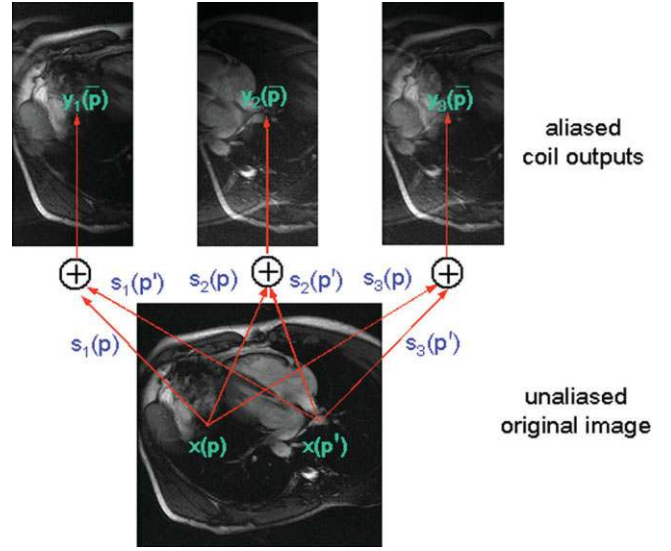 y₁(p̅) y₂(p̅) y₃(p̅)
aliased
coil outputs
+ + +
s₁(p') s₂(p) s₂(p') s₃(p)
s₁(p) s₃(p')
x(p) x(p')
unaliased
original image